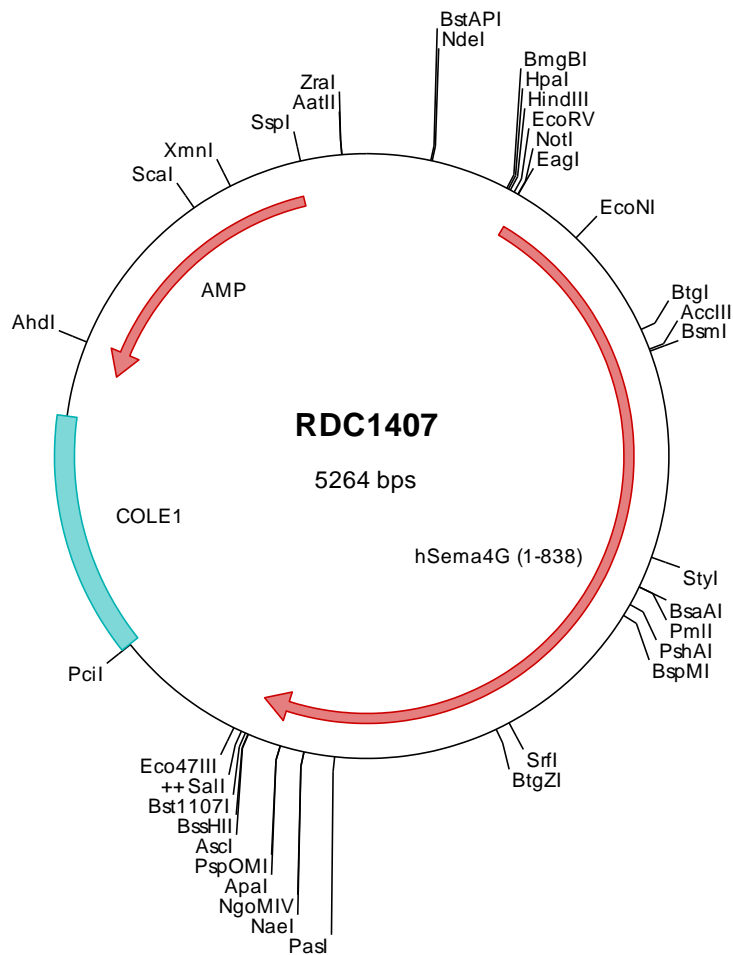 BstAPI
NdeI
ZraI
AatII
SspI
XmnI
ScaI
AhdI
BmgBI
HpaI
HindIII
EcoRV
NotI
EagI
EcoNI
BtgI
AccIII
BsmI
AMP
RDC1407
5264 bps
COLE1
hSema4G (1-838)
StyI
BsaAI
PmlI
PshAI
BspMI
PciI
SrfI
BtgZI
Eco47III
++SalI
Bst1107I
BssHII
AscI
PspOMI
ApaI
NgoMIV
NaeI
PasI